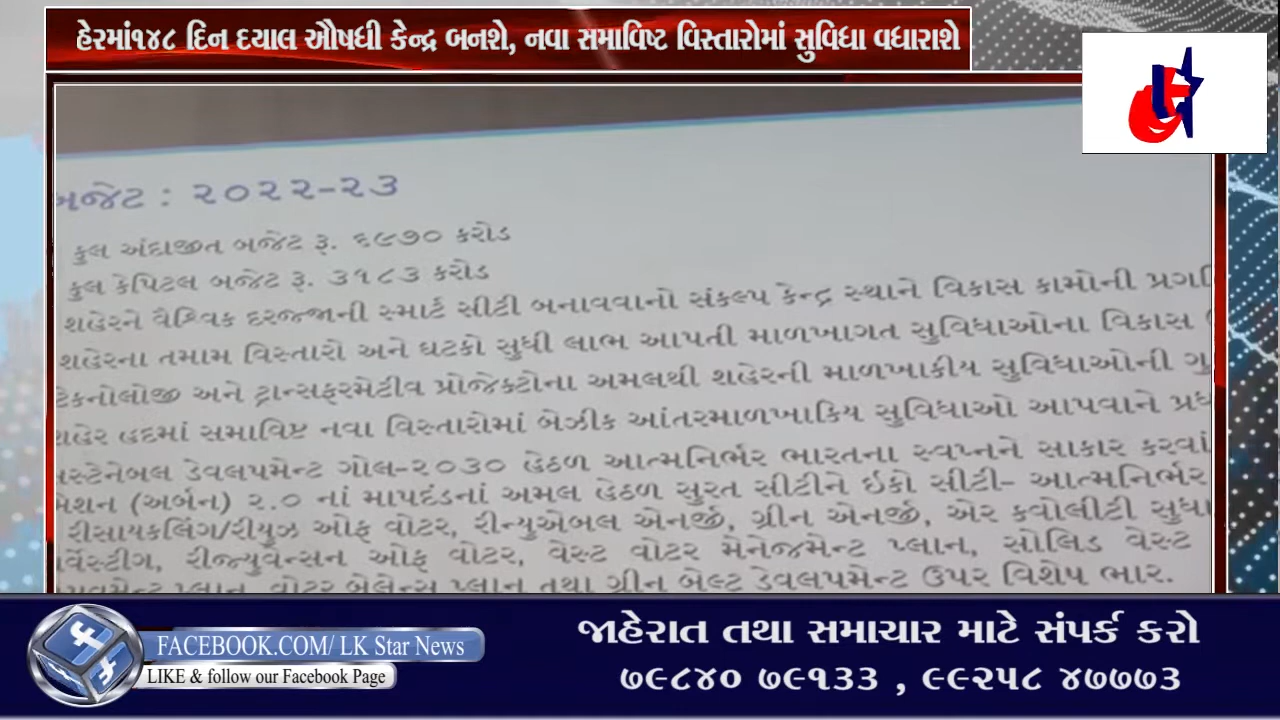 હેરમાં૧૪૮ દિન દયાલ ઔષધી કેન્દ્ર બનશે, નવા સમાવિષ્ટ વિસ્તારોમાં સુવિધા વધારાશે
બજેટ : ૨૦૨૨-૨૩
કુલ અંદાજીત બજેટ રૂ. ૬૯૭૦ કરોડ
કુલ કેપિટલ બજેટ રૂ. ૩૧૮૩ કરોડ
શહેરને વૈશ્વિક દરજ્જાની સ્માર્ટ સીટી બનાવવાનો સંકલ્પ કેન્દ્ર સ્થાને વિકાસ કામોની
શહેરના તમામ વિસ્તારો અને ઘટકો સુધી લાભ આપતી માળખાગત સુવિધાઓના વિકાસ
ટેકનોલોજી અને ટ્રાન્સફરમેટીવ પ્રોજેક્ટોના અમલથી શહેરની માળખાકીય સુવિધાઓની
શહેર હદમાં સમાવિષ્ટ નવા વિસ્તારોમાં બેઝીક આંતરમાળખાકિય સુવિધાઓ આપવાને
સસ્ટેનેબલ ડેવલપમેન્ટ ગોલ-૨૦૩૦ હેઠળ આત્મનિર્ભર ભારતના સ્વપ્નને સાકાર કરવાં
મિશન (અર્બન) ૨.૦ નાં માપદંડનાં અમલ હેઠળ સુરત સીટીને ઇકો સીટી- આત્મનિર્ભર
રીસાયકલિંગ/રીયુઝ ઓફ વોટર, રીન્યુએબલ એનર્જી, ગ્રીન એનર્જી, એર કવોલીટી
ર્વેસ્ટીગ, રીજ્યુવેન્સન ઓફ વોટર, વેસ્ટ વોટર મેનેજમેન્ટ પ્લાન, સોલિડ વેસ્ટ
પ્લાન, વોટર બેલેન્સ પ્લાન તથા ગ્રીન બેલ્ટ ડેવલપમેન્ટ ઉપર વિશેષ ભાર.
FACEBOOK.COM/ LK Star News
LIKE & follow our Facebook Page
જાહેરાત તથા સમાચાર માટે સંપર્ક કરો
૭૯૮૪૦ ૭૯૧૩૩ , ૯૯૨૫૮ ૪૭૭૭૩